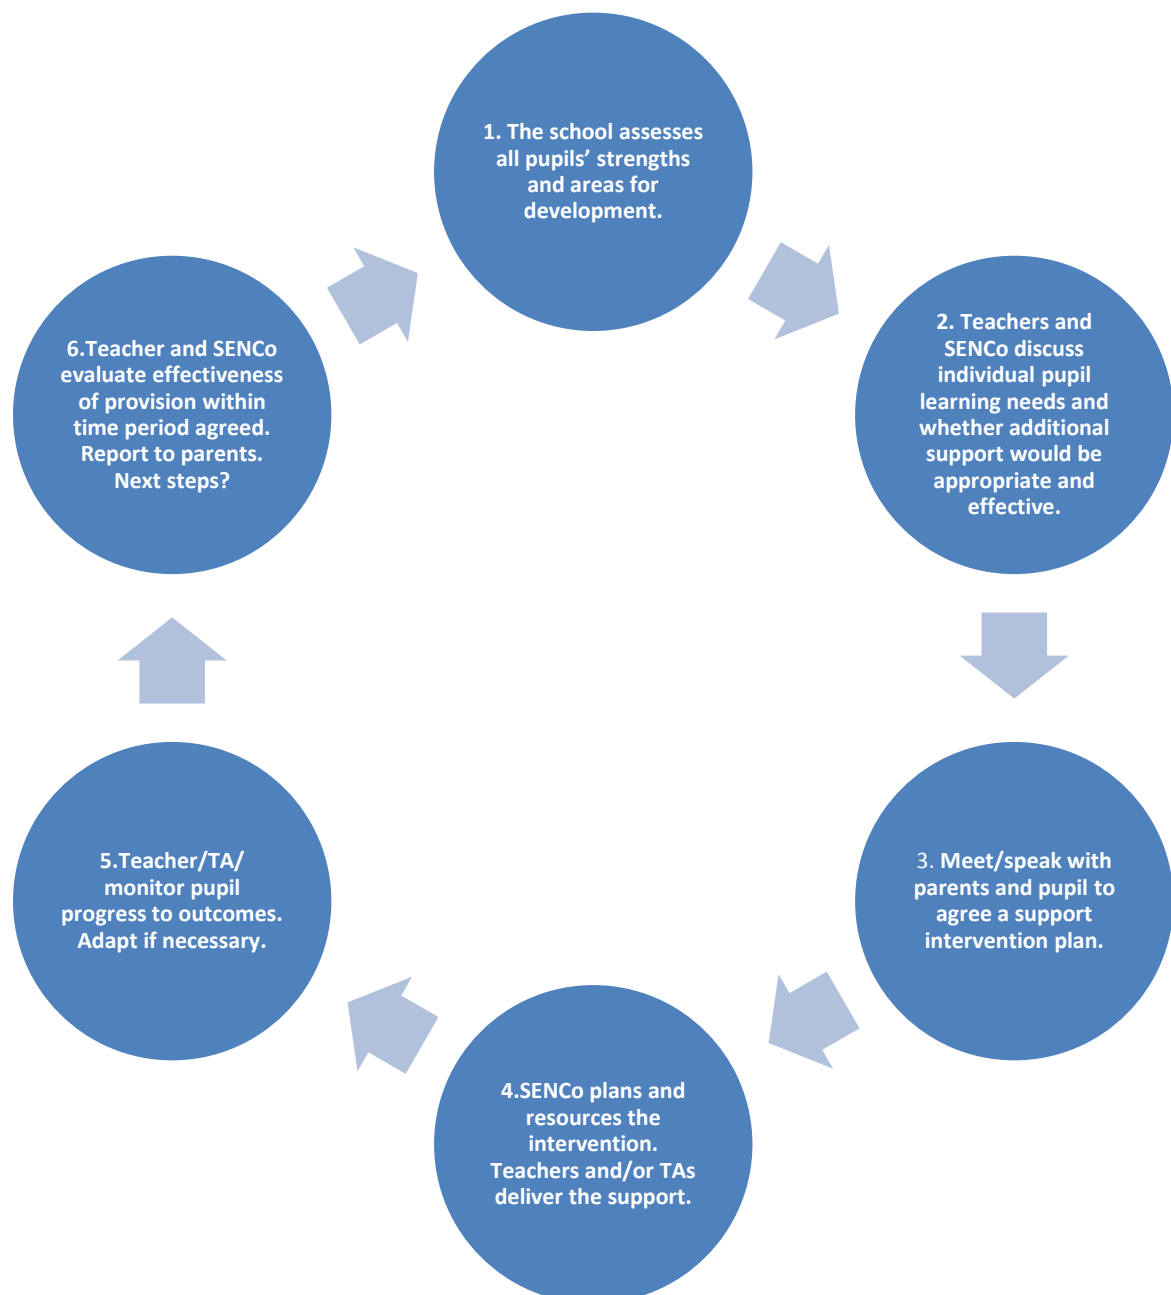 1. The school assesses
all pupils’ strengths
and areas for
development.
2. Teachers and
SENCo discuss
individual pupil
learning needs and
whether additional
support would be
appropriate and
effective.
3. Meet/speak with
parents and pupil to
agree a support
intervention plan.
4.SENCo plans and
resources the
intervention.
Teachers and/or TAs
deliver the support.
5.Teacher/TA/
monitor pupil
progress to outcomes.
Adapt if necessary.
6.Teacher and SENCo
evaluate effectiveness
of provision within
time period agreed.
Report to parents.
Next steps?